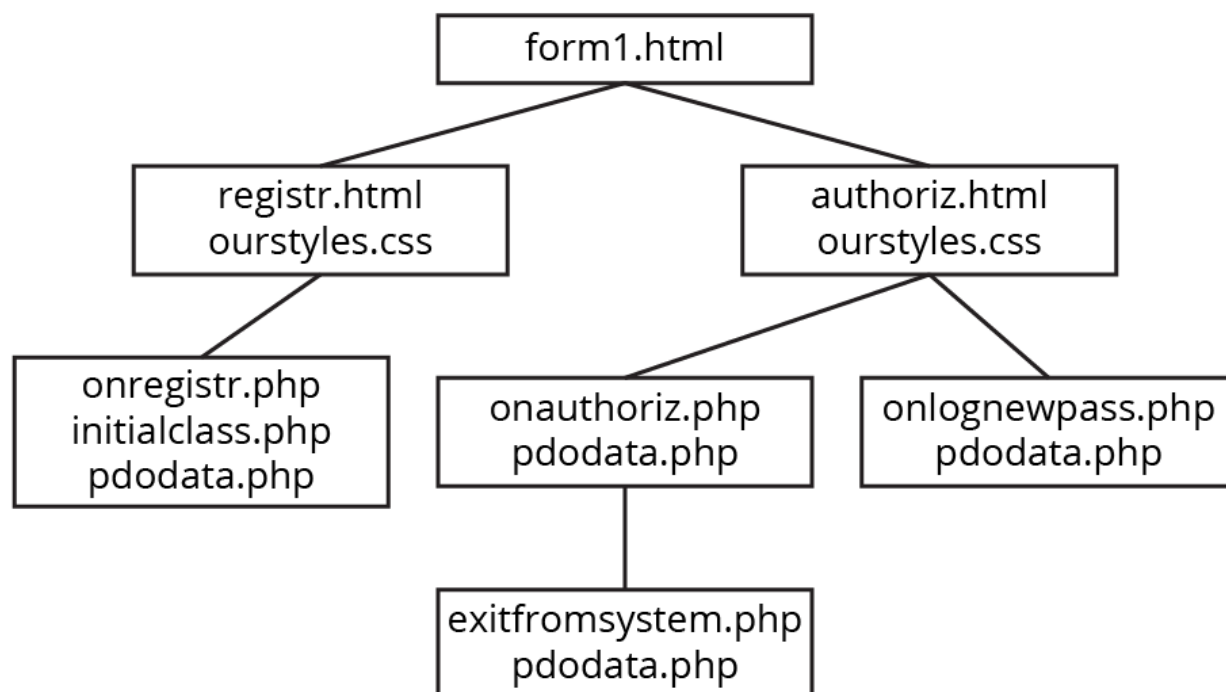 form1.html
registr.html
ourstyles.css
authoriz.html
ourstyles.css
onregistr.php
initialclass.php
pdodata.php
onauthoriz.php
pdodata.php
onlognewpass.php
pdodata.php
exitfromsystem.php
pdodata.php